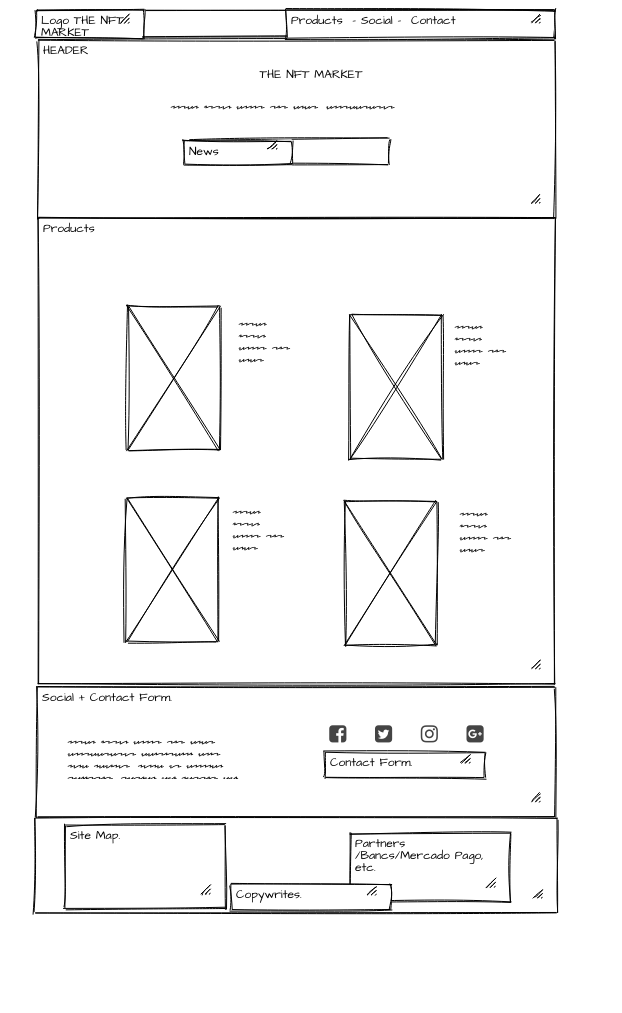 Logo THE NFT
MARKET
Products - Social - Contact
HEADER
THE NFT MARKET
News
Products
Social + Contact Form.
Contact Form.
Site Map.
Partners
/Bancs/Mercado Pago,
etc.
Copywrites.